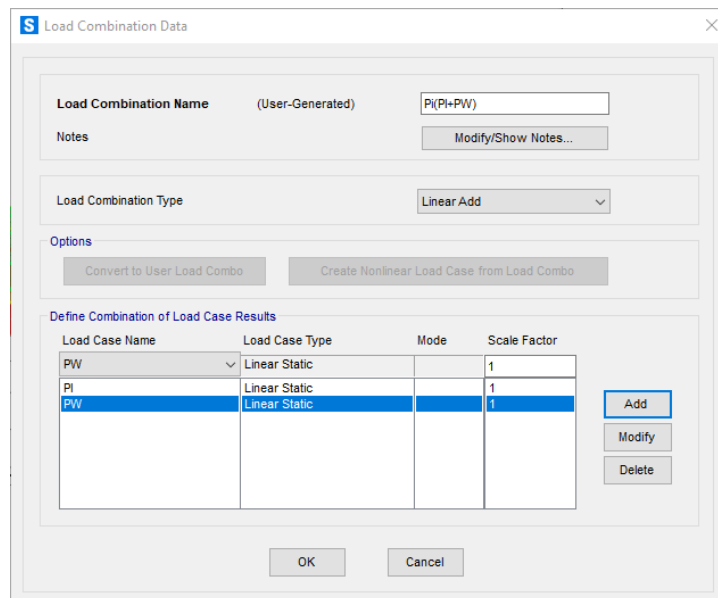 S Load Combination Data
Load Combination Name (User-Generated) Pi(PI+PW)
Notes Modify/Show Notes...
Load Combination Type Linear Add
Options
Convert to User Load Combo Create Nonlinear Load Case from Load Combo
Define Combination of Load Case Results
Load Case Name Load Case Type Mode Scale Factor
PW Linear Static 1
PI Linear Static 1
PW Linear Static 1
Add
Modify
Delete
OK Cancel